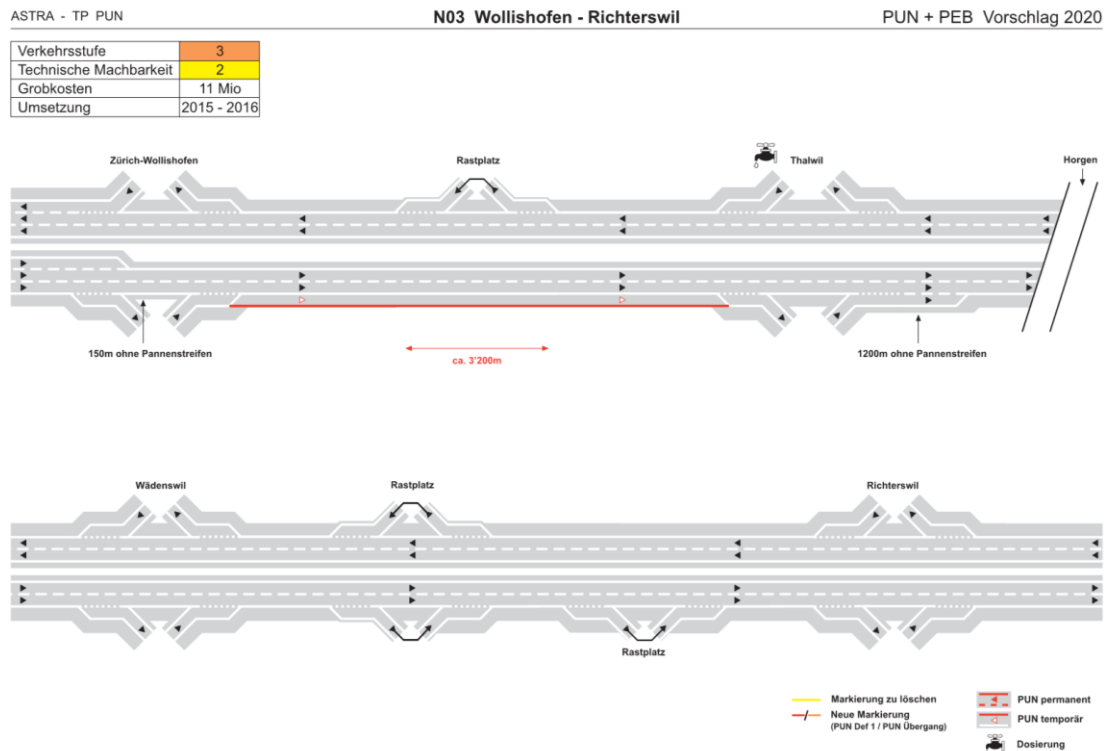 ASTRA - TP PUN
N03 Wollishofen - Richterswil
PUN + PEB Vorschlag 2020
Verkehrsstufe 3
Technische Machbarkeit 2
Grobkosten 11 Mio
Umsetzung 2015 - 2016
Zürich-Wollishofen
Rastplatz
Thalwil
Horgen
150m ohne Pannenstreifen
ca. 3'200m
1200m ohne Pannenstreifen
Wädenswil
Rastplatz
Richterswil
Rastplatz
Markierung zu löschen
Neue Markierung
(PUN Def 1 / PUN Übergang)
PUN permanent
PUN temporär
Dosierung